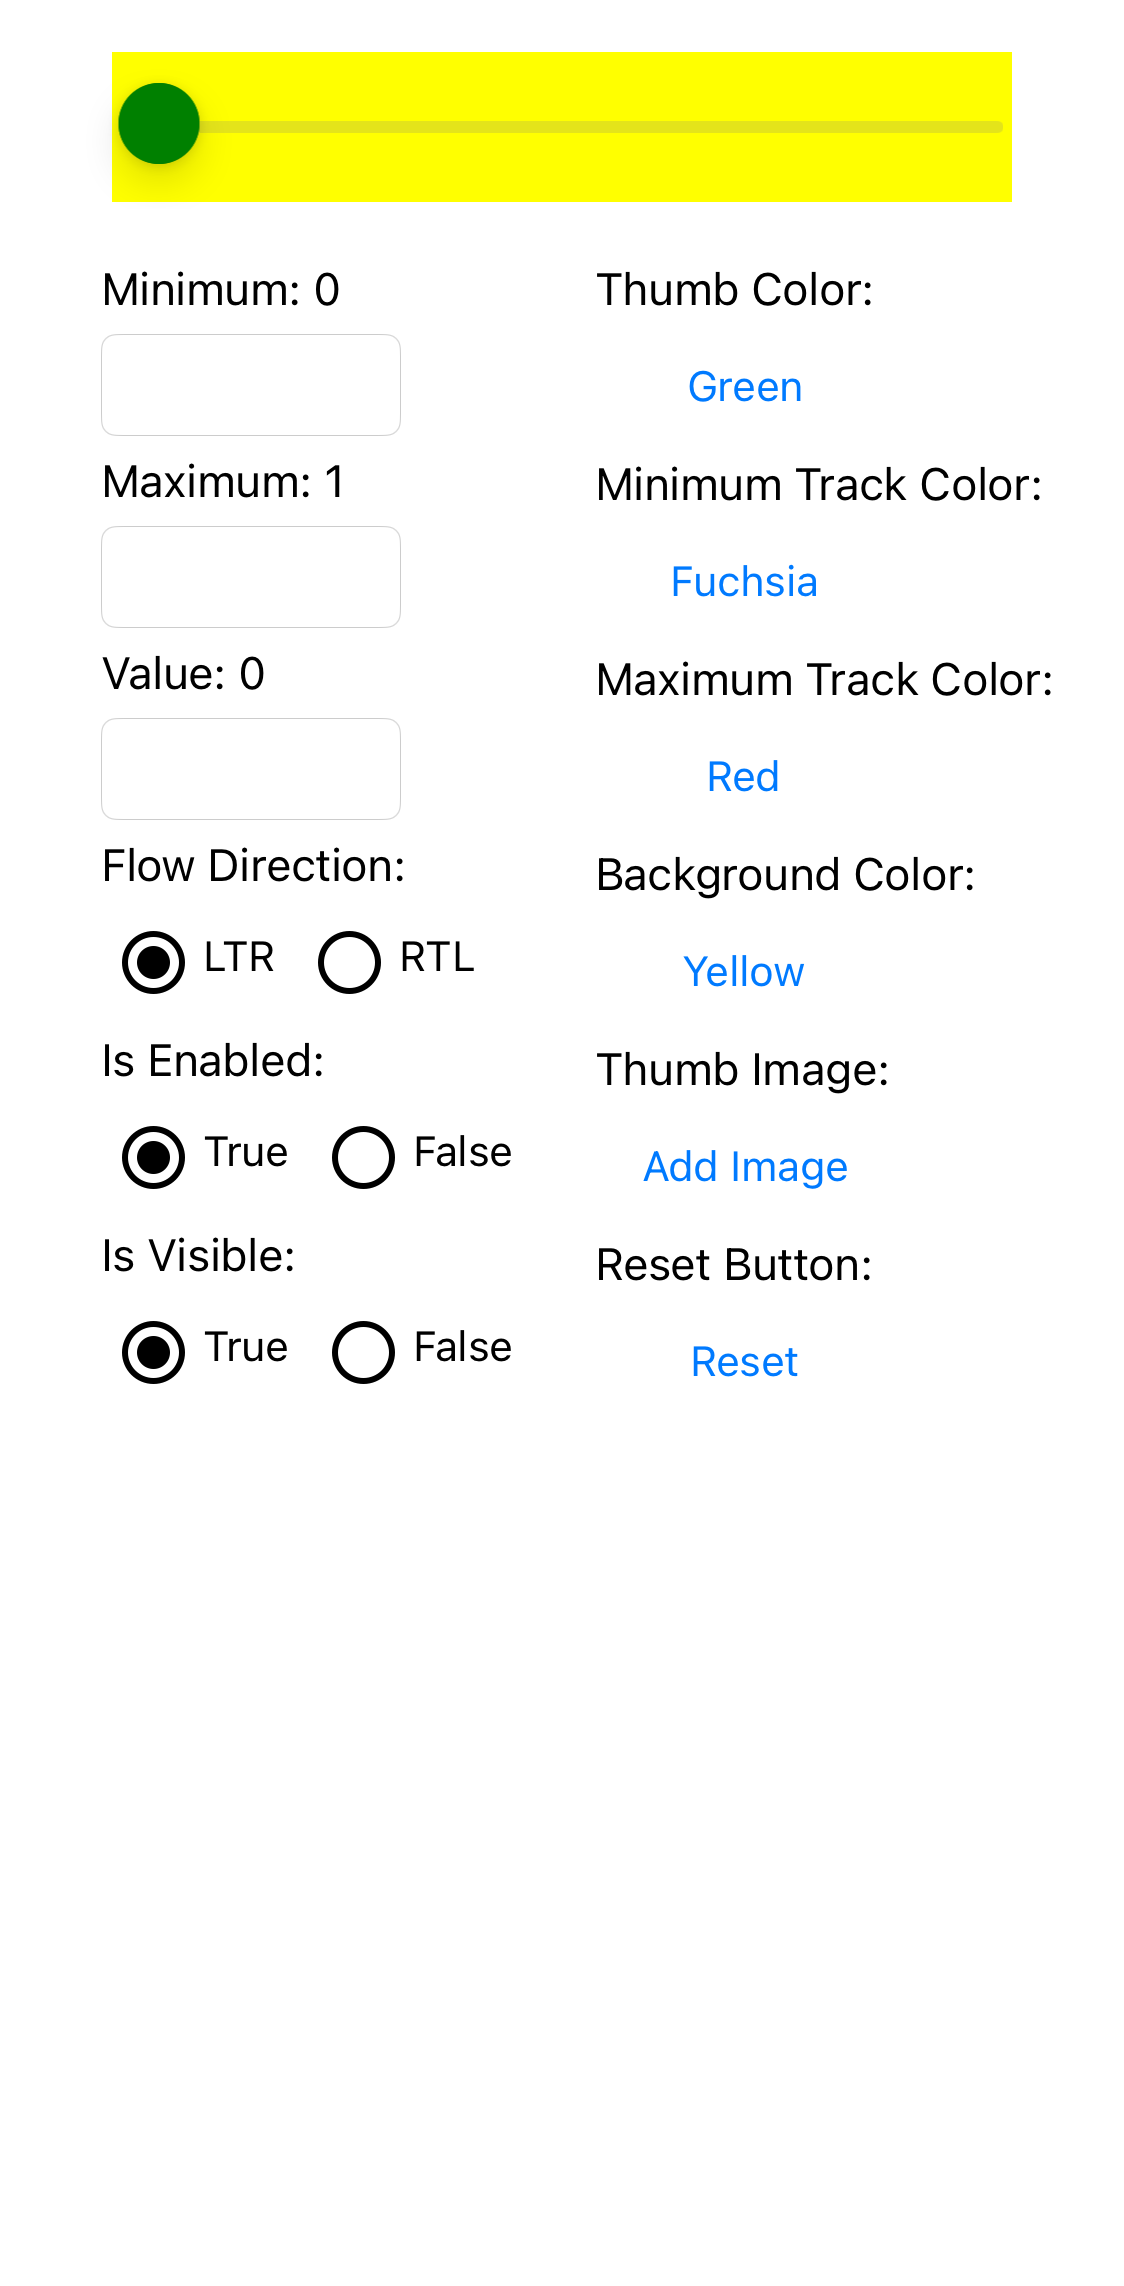 Minimum: 0
Maximum: 1
Value: 0
Flow Direction:
LTR RTL
Is Enabled:
True False
Is Visible:
True False
Thumb Color:
Green
Minimum Track Color:
Fuchsia
Maximum Track Color:
Red
Background Color:
Yellow
Thumb Image:
Add Image
Reset Button:
Reset